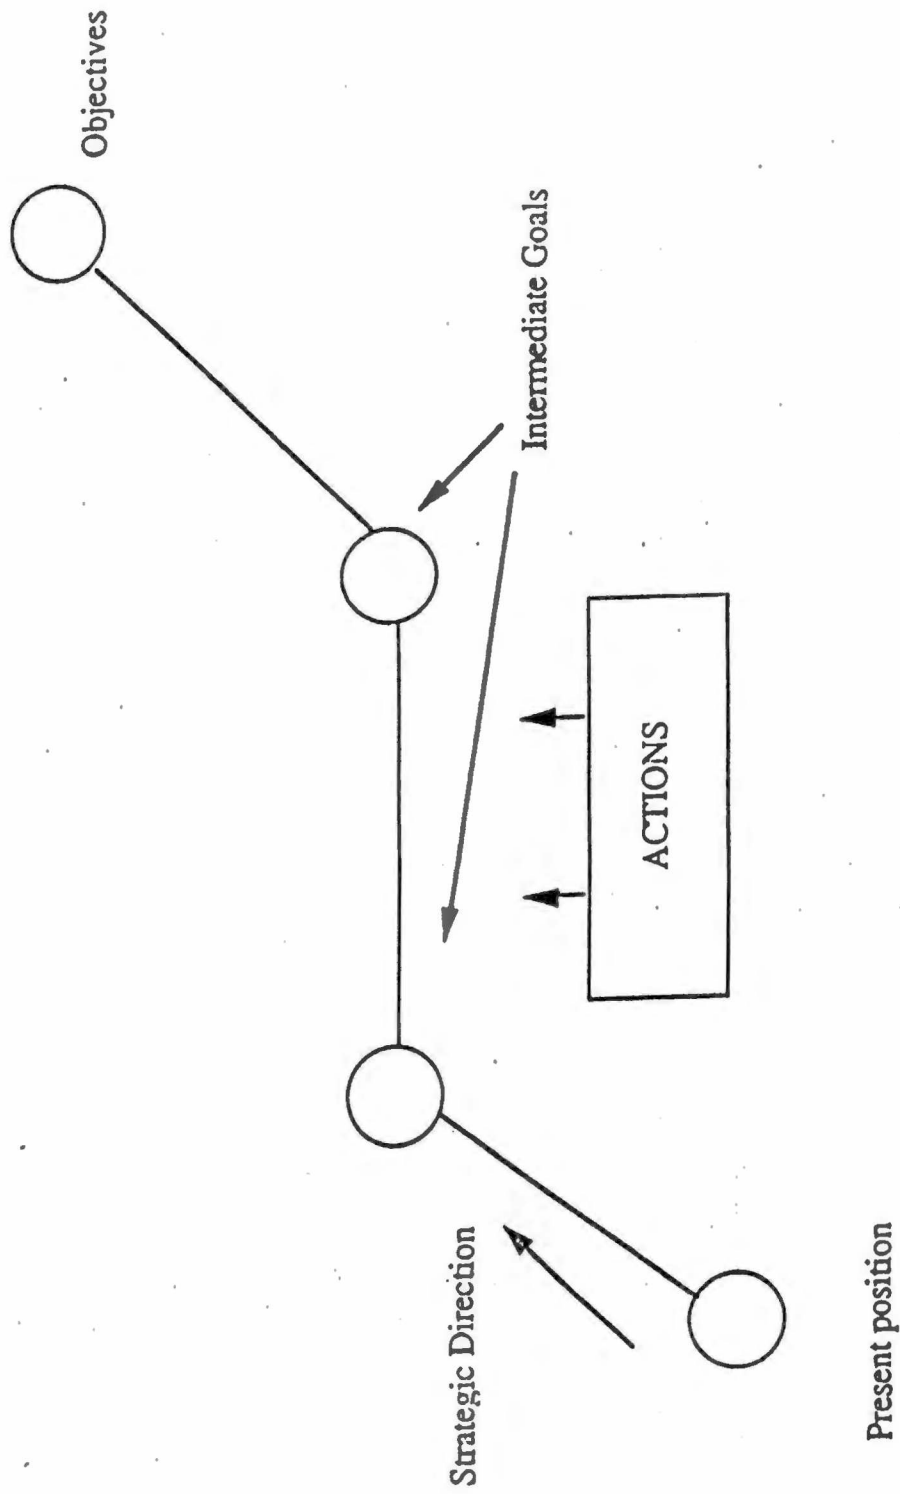 Objectives
Intermediate Goals
Strategic Direction
ACTIONS
Present position